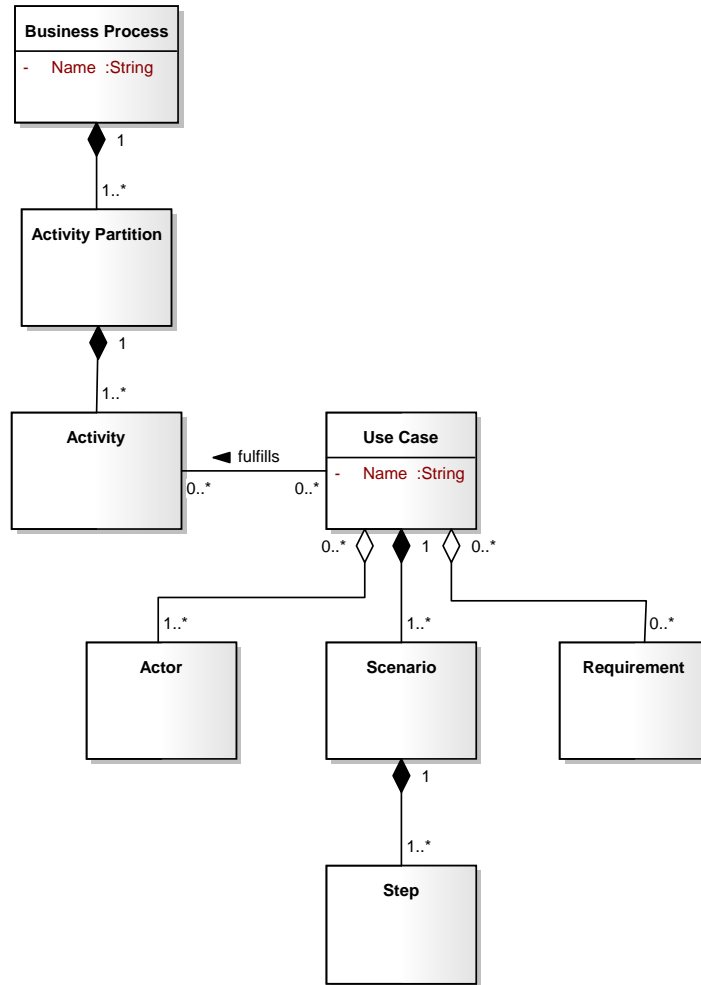 Business Process
- Name :String
1
1..*
Activity Partition
1
1..*
Activity
fulfills
0..*
0..*
Use Case
- Name :String
0..*
1
0..*
1..*
1..*
0..*
Actor
Scenario
Requirement
1
1..*
Step